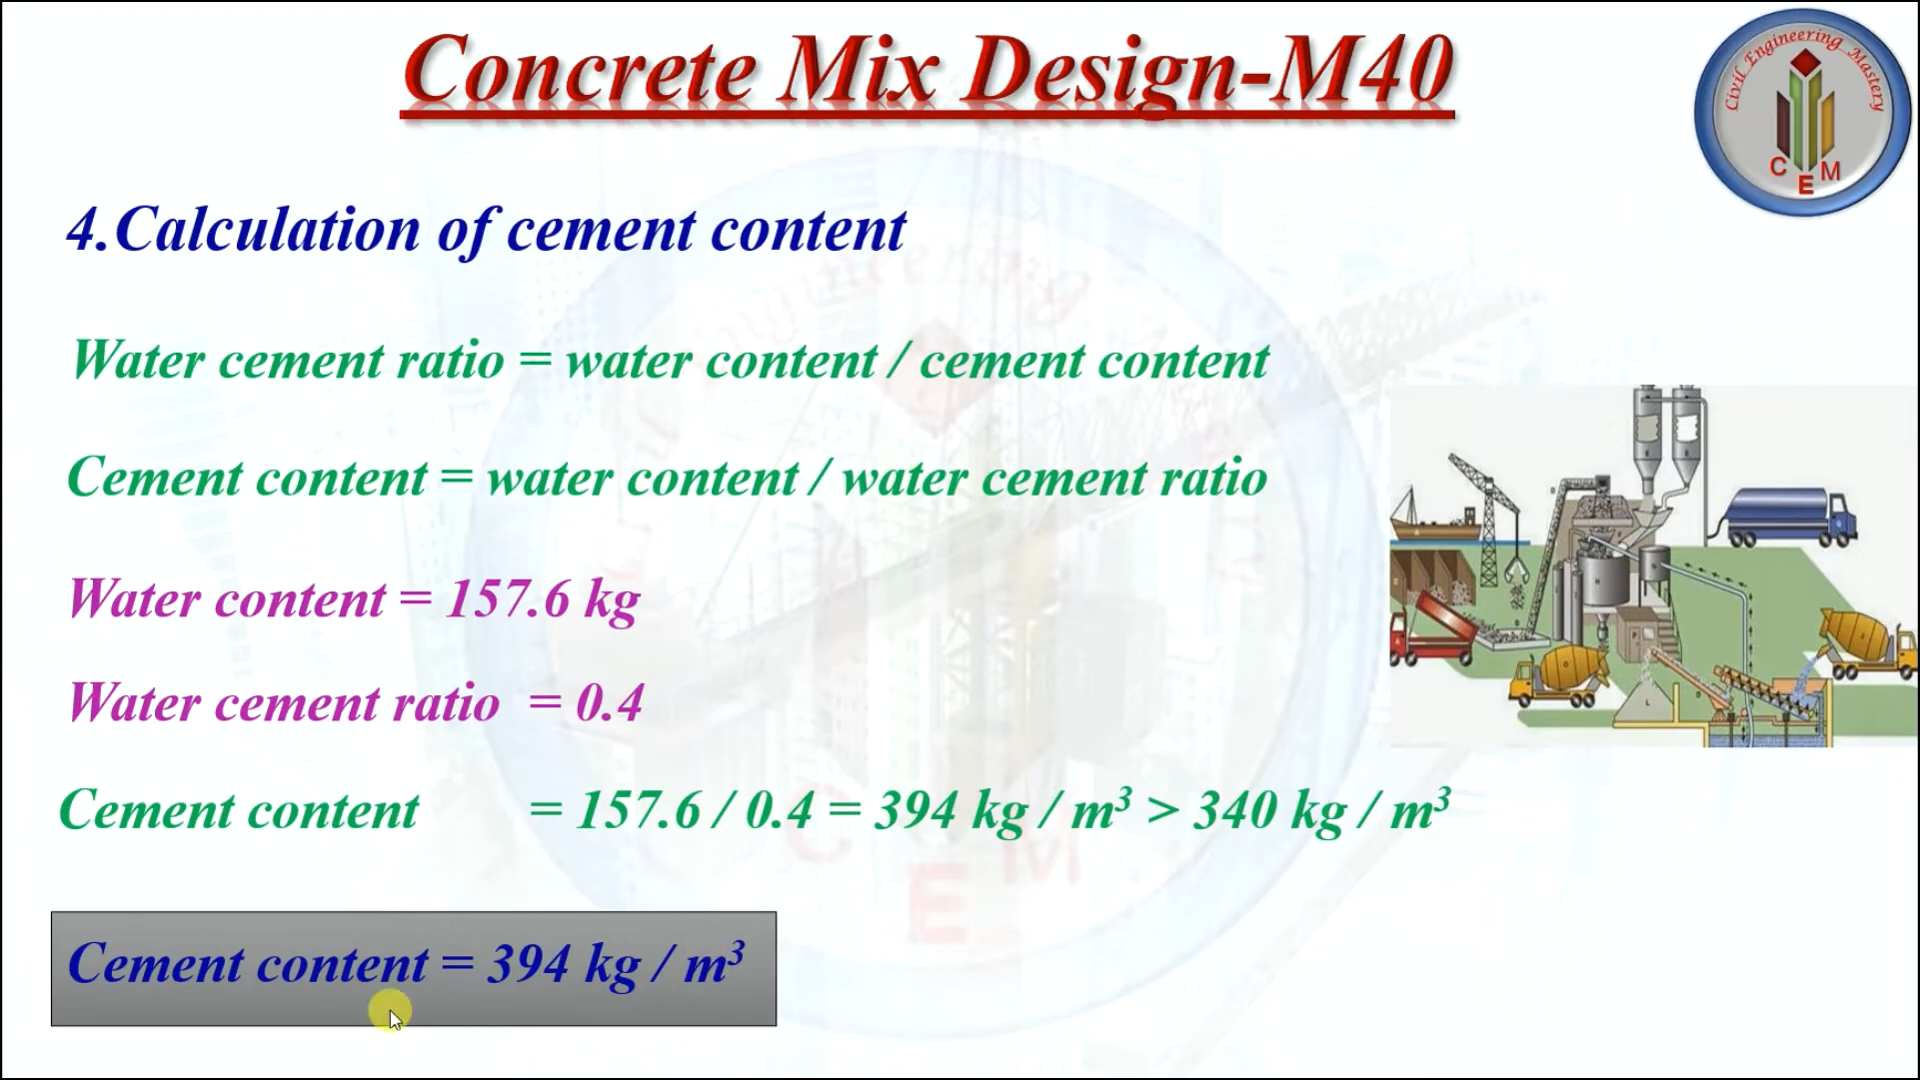 Concrete Mix Design-M40
Civil Engineering Mastery
C E M
4.Calculation of cement content
Water cement ratio = water content / cement content
Cement content = water content / water cement ratio
Water content = 157.6 kg
Water cement ratio = 0.4
Cement content = 157.6 / 0.4 = 394 kg / m³ > 340 kg / m³
Cement content = 394 kg / m³